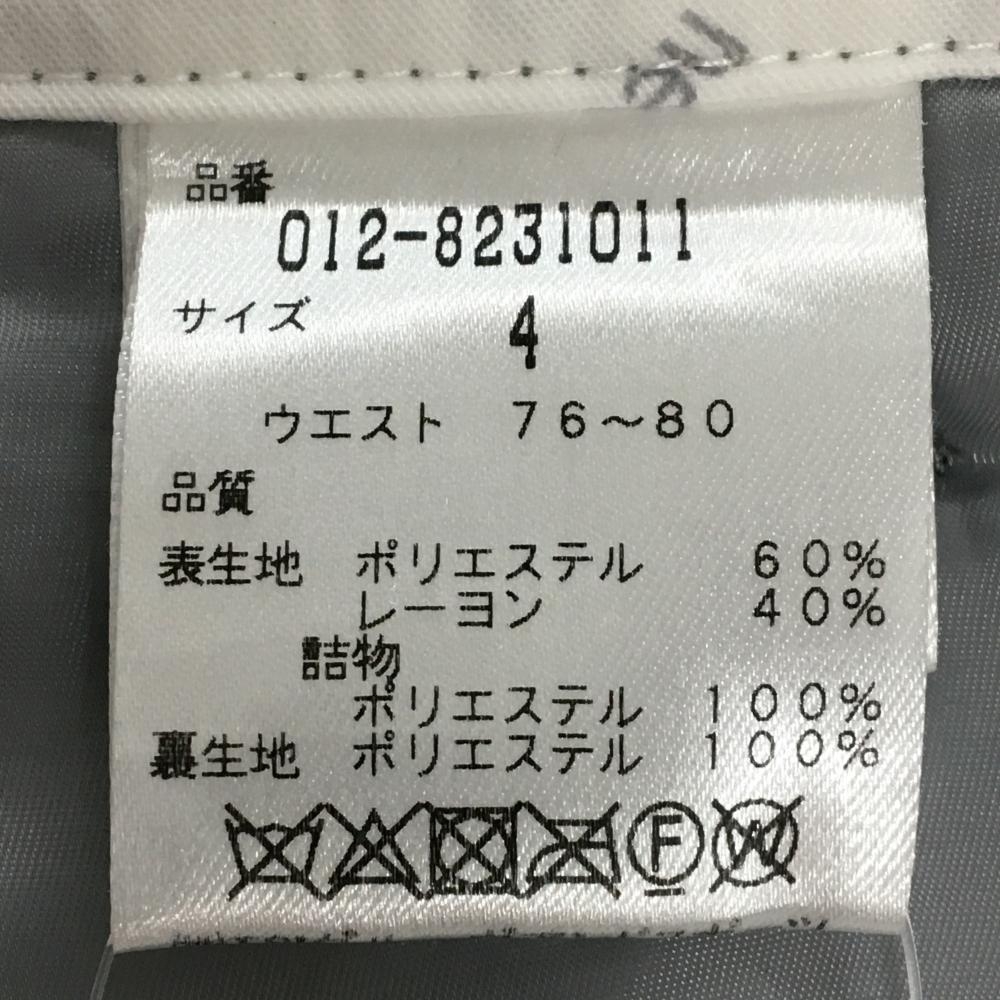 品番
012-8231011
サイズ 4
ウエスト 76～80
品質
表生地 ポリエステル 60%
レーヨン 40%
詰物
ポリエステル 100%
裏生地 ポリエステル 100%
F
W